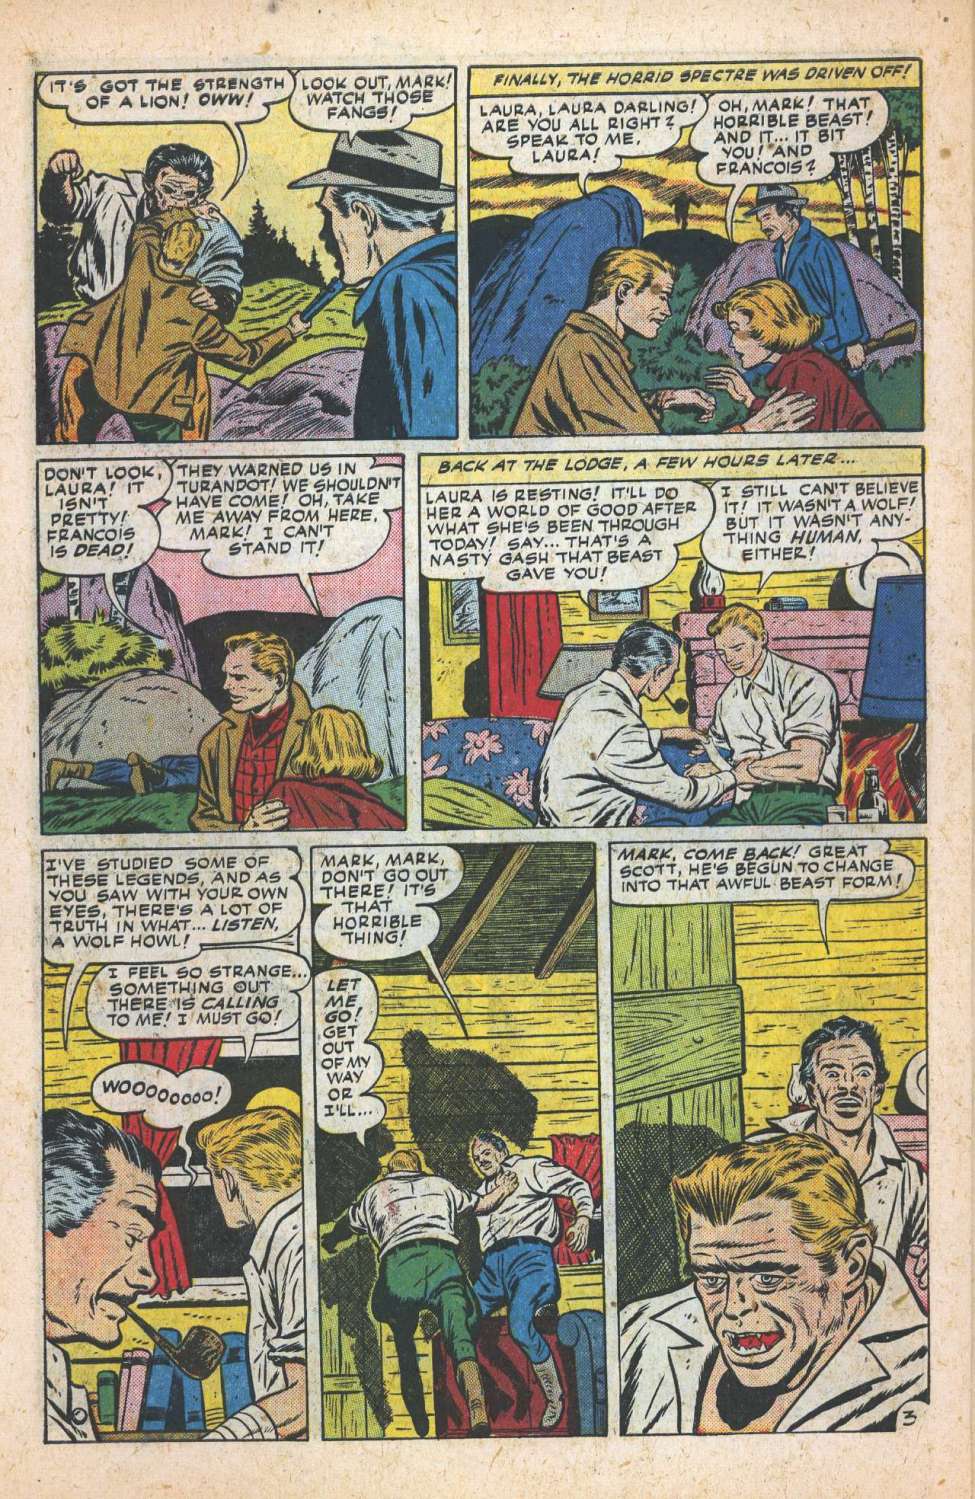 IT'S GOT THE STRENGTH
OF A LION! OWW!
LOOK OUT, MARK!
WATCH THOSE
FANGS!
FINALLY, THE HORRID SPECTRE WAS DRIVEN OFF!
LAURA, LAURA DARLING!
ARE YOU ALL RIGHT?
SPEAK TO ME,
LAURA!
OH, MARK! THAT
HORRIBLE BEAST!
AND IT... IT BIT
YOU! AND
FRANCOIS?
DON'T LOOK,
LAURA! IT
ISN'T
PRETTY!
FRANCOIS
IS DEAD!
THEY WARNED US IN
TURANDOT! WE SHOULDN'T
HAVE COME! OH, TAKE
ME AWAY FROM HERE,
MARK! I CAN'T
STAND IT!
BACK AT THE LODGE, A FEW HOURS LATER...
LAURA IS RESTING! IT'LL DO
HER A WORLD OF GOOD AFTER
WHAT SHE'S BEEN THROUGH
TODAY! SAY... THAT'S A
NASTY GASH THAT BEAST
GAVE YOU!
I STILL CAN'T BELIEVE
IT! IT WASN'T A WOLF!
BUT IT WASN'T ANY-
THING HUMAN,
EITHER!
I'VE STUDIED SOME OF
THESE LEGENDS, AND AS
YOU SAW WITH YOUR OWN
EYES, THERE'S A LOT OF
TRUTH IN WHAT... LISTEN,
A WOLF HOWL!
I FEEL SO STRANGE...
SOMETHING OUT
THERE IS CALLING
TO ME! I MUST GO!
WOOOOOOOO!
MARK, MARK,
DON'T GO OUT
THERE! IT'S
THAT
HORRIBLE
THING!
LET
ME
GO!
GET
OUT
OF MY
WAY
OR
I'LL...
MARK, COME BACK! GREAT
SCOTT, HE'S BEGUN TO CHANGE
INTO THAT AWFUL BEAST FORM!
3